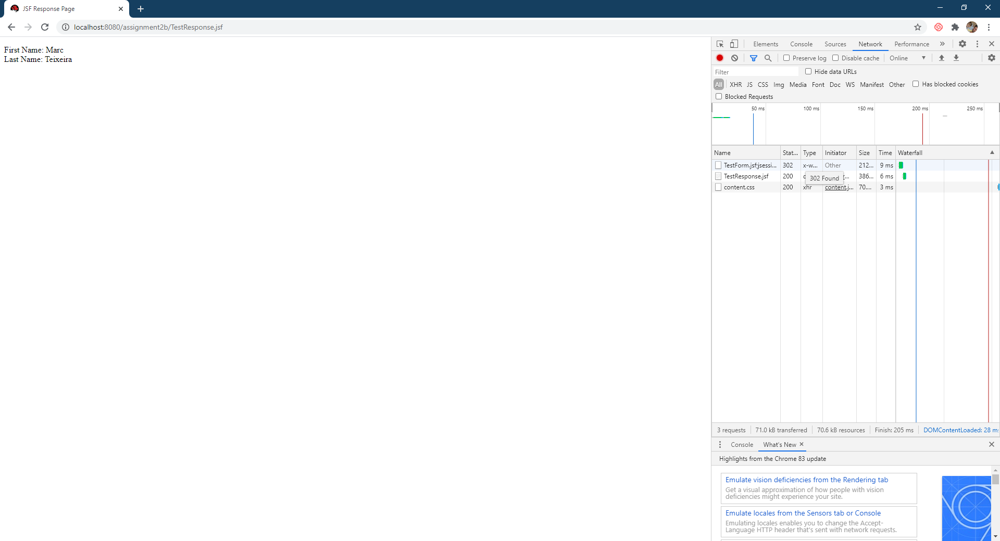 JSF Response Page
localhost:8080/assignment2b/TestResponse.jsf
First Name: Marc
Last Name: Teixeira
Elements Console Sources Network Performance
Preserve log Disable cache Online
Filter Hide data URLs
All XHR JS CSS Img Media Font Doc WS Manifest Other Has blocked cookies
Blocked Requests
50 ms 100 ms 150 ms 200 ms 250 ms
Name Stat... Type Initiator Size Time Waterfall
TestForm.jsf;jsessi... 302 x-w... Other 212... 9 ms
TestResponse.jsf 200 386... 6 ms
302 Found
content.css 200 xhr content.j... 70.... 3 ms
3 requests 71.0 kB transferred 70.6 kB resources Finish: 205 ms DOMContentLoaded: 28 m
Console What's New
Highlights from the Chrome 83 update
Emulate vision deficiencies from the Rendering tab
Get a visual approximation of how people with vision
deficiencies might experience your site.
Emulate locales from the Sensors tab or Console
Emulating locales enables you to change the Accept-
Language HTTP header that's sent with network requests.